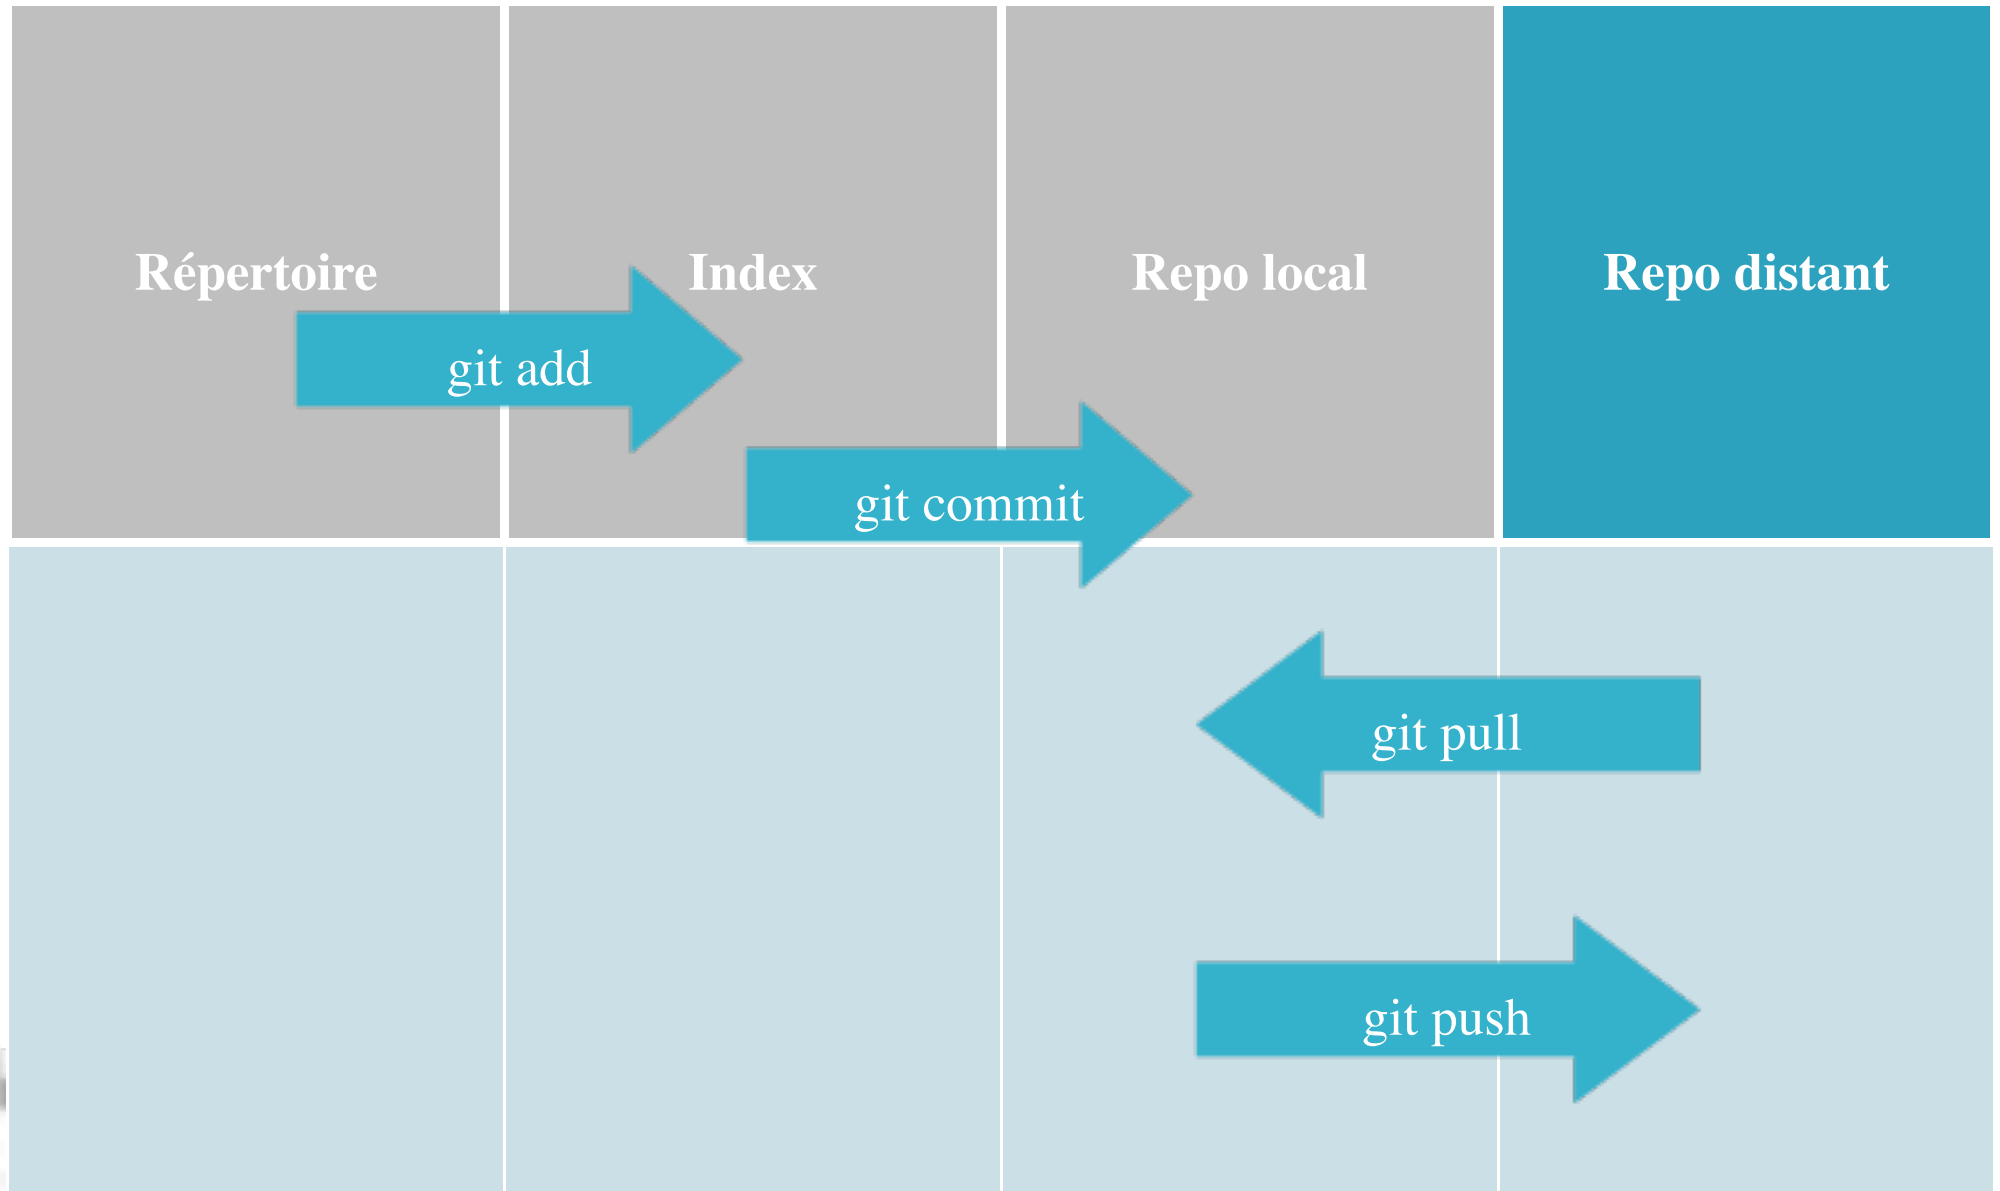 Répertoire
Index
Repo local
Repo distant
git add
git commit
git pull
git push